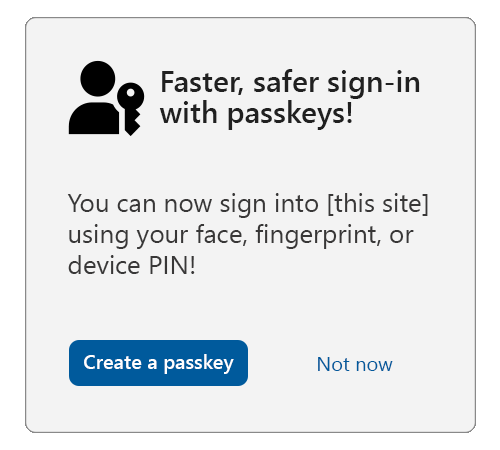 Faster, safer sign-in
with passkeys!
You can now sign into [this site]
using your face, fingerprint, or
device PIN!
Create a passkey
Not now